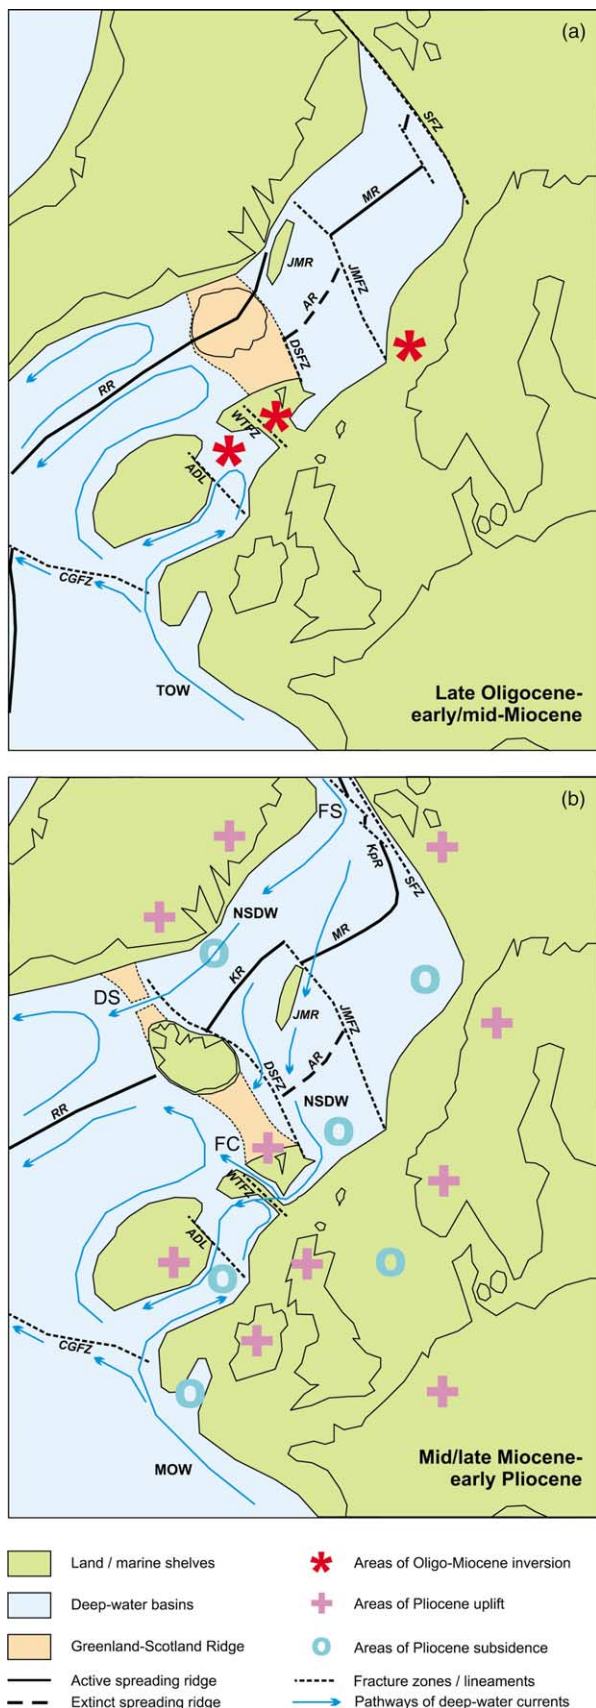 (a)
SFZ
MR
JMR
JMFZ
AR
DSFZ
RR
WTFZ
ADL
CGFZ
TOW
Late Oligocene-
early/mid-Miocene
(b)
FS
KpR
SFZ
NSDW
MR
KR
DS
JMR
JMFZ
AR
DSFZ
NSDW
RR
FC
WTFZ
ADL
CGFZ
MOW
Mid/late Miocene-
early Pliocene
Land / marine shelves
Areas of Oligo-Miocene inversion
Deep-water basins
Areas of Pliocene uplift
Greenland-Scotland Ridge
Areas of Pliocene subsidence
Active spreading ridge
Fracture zones / lineaments
Extinct spreading ridge
Pathways of deep-water currents